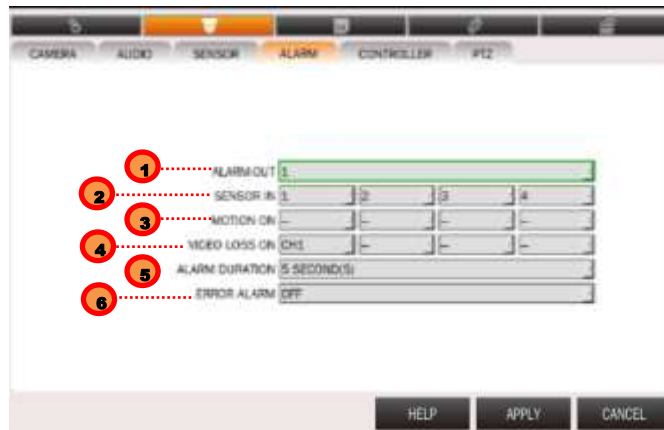 CAMERA AUDIO SENSOR ALARM CONTROLLER PTZ
1 ALARM OUT 1
2 SENSOR IN 1 2 3 4
3 MOTION ON - - - -
4 VIDEO LOSS ON CH1 - - -
5 ALARM DURATION 5 SECOND(S)
6 ERROR ALARM OFF
HELP APPLY CANCEL